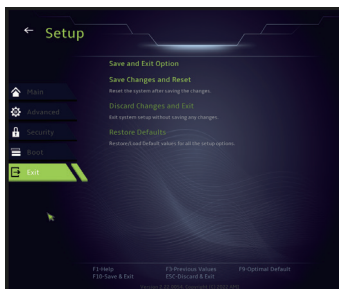 Setup
Save and Exit Option
Save Changes and Reset
Reset the system after saving the changes.
Main
Discard Changes and Exit
Advanced
Exit system setup without saving any changes.
Security
Restore Defaults
Restore/Load Default values for all the setup options.
Boot
Exit
F1-Help F3-Previous Values F9-Optimal Default
F10-Save & Exit ESC-Discard & Exit